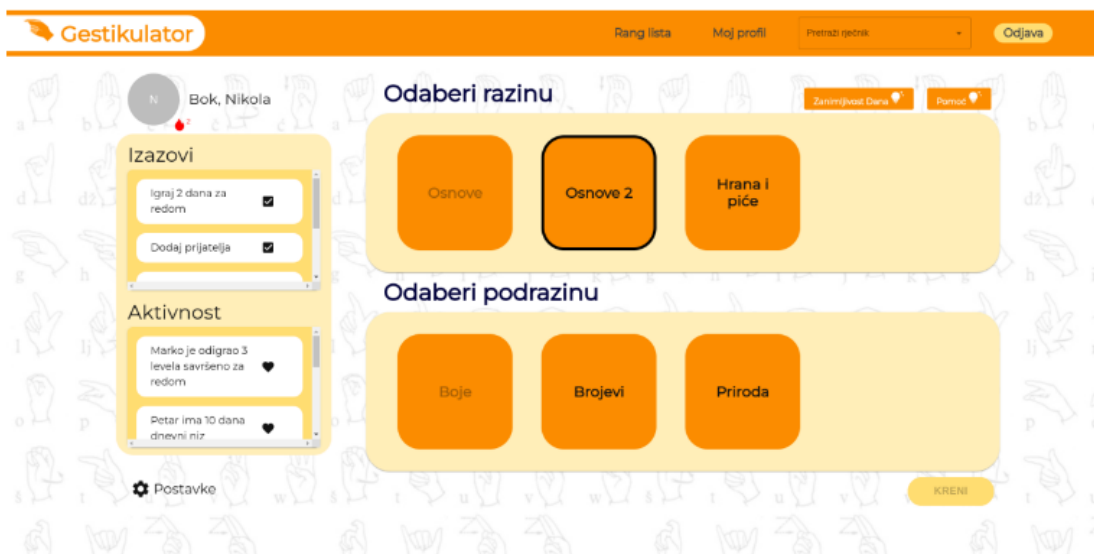 Gestikulator
Rang lista
Moj profil
Pretraži rječnik
Odjava
N
Bok, Nikola
2
Izazovi
Igraj 2 dana za
redom
Dodaj prijatelja
Aktivnost
Marko je odigrao 3
levela savršeno za
redom
Petar ima 10 dana
dnevni niz
Postavke
Odaberi razinu
Zanimljivost Dana
Pomoć
Osnove
Osnove 2
Hrana i
piće
Odaberi podrazinu
Boje
Brojevi
Priroda
KRENI